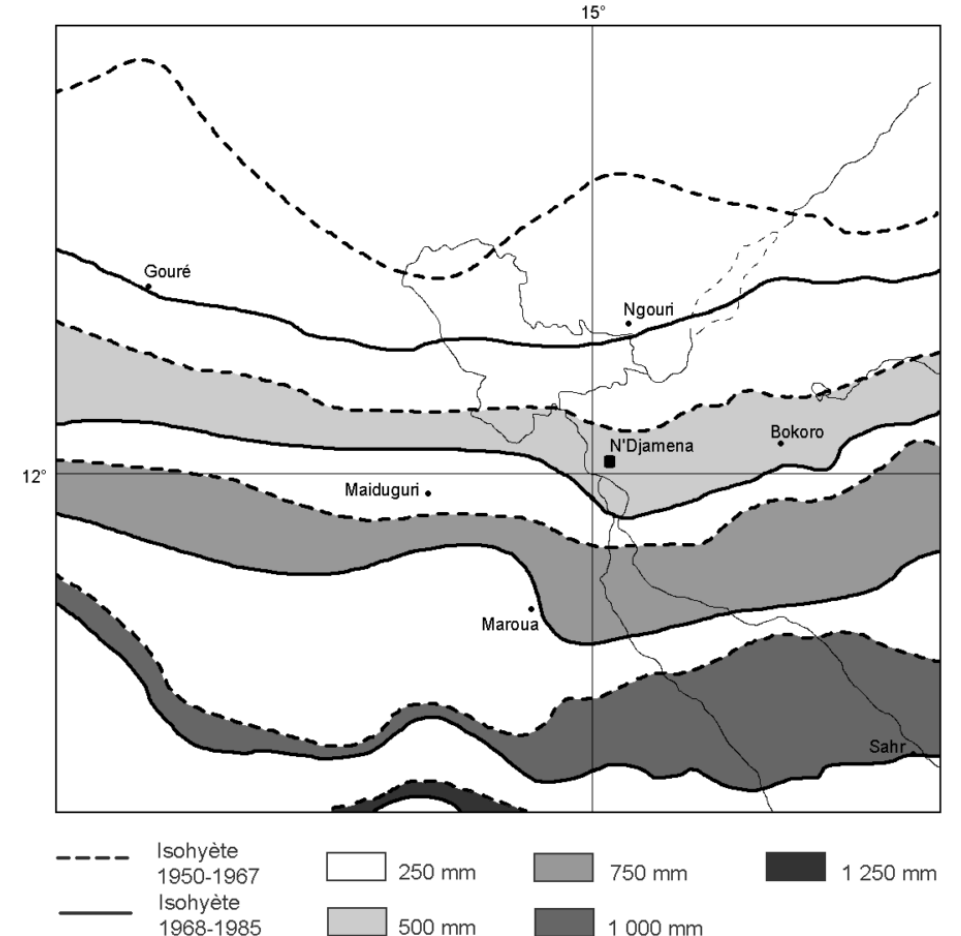 15°
Gouré
Ngouri
Bokoro
N'Djamena
12°
Maiduguri
Maroua
Sahr
Isohyète
1950-1967
250 mm
750 mm
1 250 mm
Isohyète
1968-1985
500 mm
1 000 mm